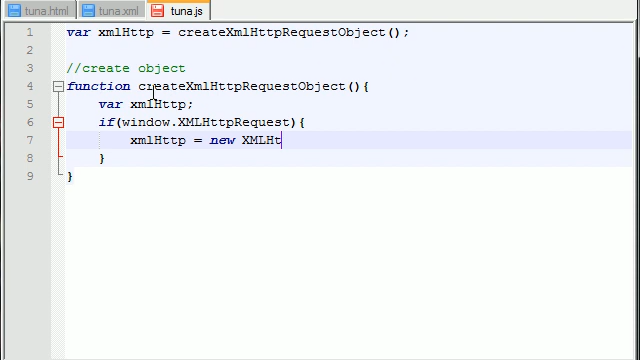 tuna.html tuna.xml tuna.js
1 var xmlHttp = createXmlHttpRequestObject();
2
3 //create object
4 function createXmlHttpRequestObject(){
5 var xmlHttp;
6 if(window.XMLHttpRequest){
7 xmlHttp = new XMLHt
8 }
9 }